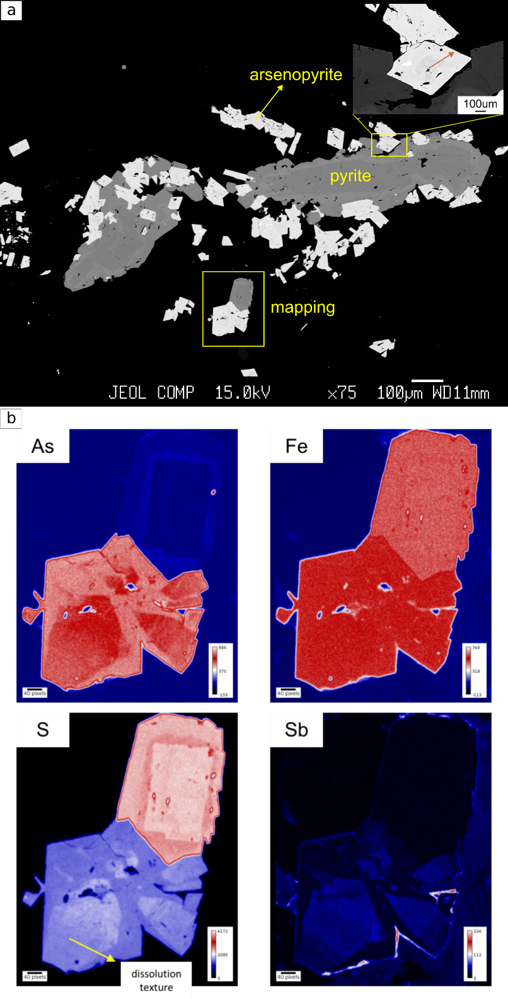 a
arsenopyrite
100um
pyrite
mapping
JEOL COMP 15.0kV x75 100µm WD11mm
b
As
896
370
-155
40 pixels
Fe
749
318
-113
40 pixels
S
4172
2086
0
40 pixels
dissolution
texture
Sb
224
112
0
40 pixels